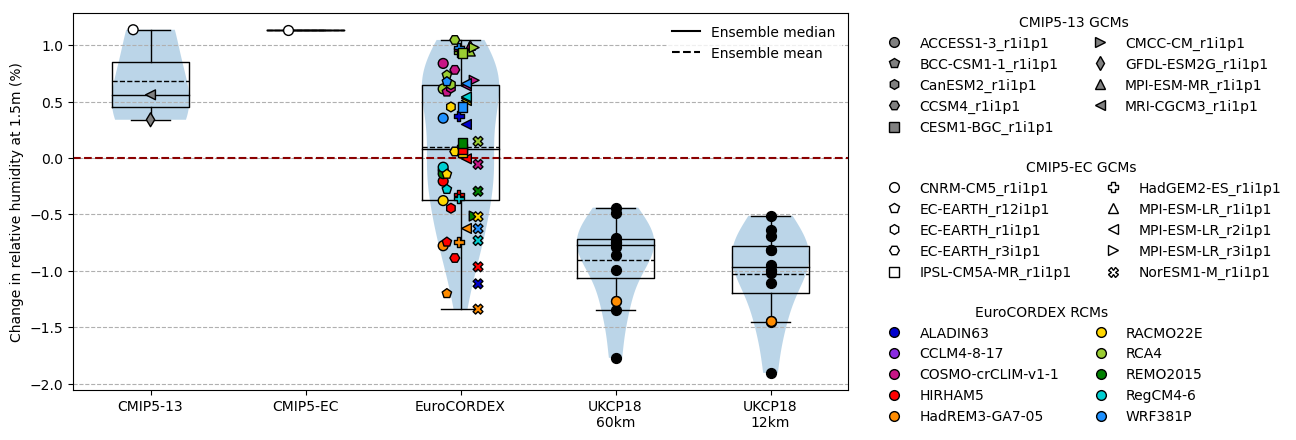 Change in relative humidity at 1.5m (%)
1.0
0.5
0.0
−0.5
−1.0
−1.5
−2.0
Ensemble median
Ensemble mean
CMIP5-13
CMIP5-EC
EuroCORDEX
UKCP18
60km
UKCP18
12km
CMIP5-13 GCMs
ACCESS1-3_r1i1p1
BCC-CSM1-1_r1i1p1
CanESM2_r1i1p1
CCSM4_r1i1p1
CESM1-BGC_r1i1p1
CMCC-CM_r1i1p1
GFDL-ESM2G_r1i1p1
MPI-ESM-MR_r1i1p1
MRI-CGCM3_r1i1p1
CMIP5-EC GCMs
CNRM-CM5_r1i1p1
EC-EARTH_r12i1p1
EC-EARTH_r1i1p1
EC-EARTH_r3i1p1
IPSL-CM5A-MR_r1i1p1
HadGEM2-ES_r1i1p1
MPI-ESM-LR_r1i1p1
MPI-ESM-LR_r2i1p1
MPI-ESM-LR_r3i1p1
NorESM1-M_r1i1p1
EuroCORDEX RCMs
ALADIN63
CCLM4-8-17
COSMO-crCLIM-v1-1
HIRHAM5
HadREM3-GA7-05
RACMO22E
RCA4
REMO2015
RegCM4-6
WRF381P